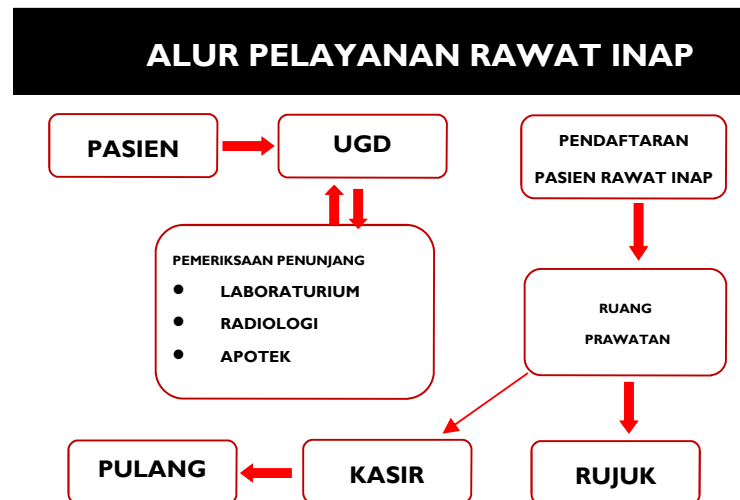 ALUR PELAYANAN RAWAT INAP
PASIEN
UGD
PENDAFTARAN
PASIEN RAWAT INAP
PEMERIKSAAN PENUNJANG
● LABORATURIUM
● RADIOLOGI
● APOTEK
RUANG
PRAWATAN
PULANG
KASIR
RUJUK